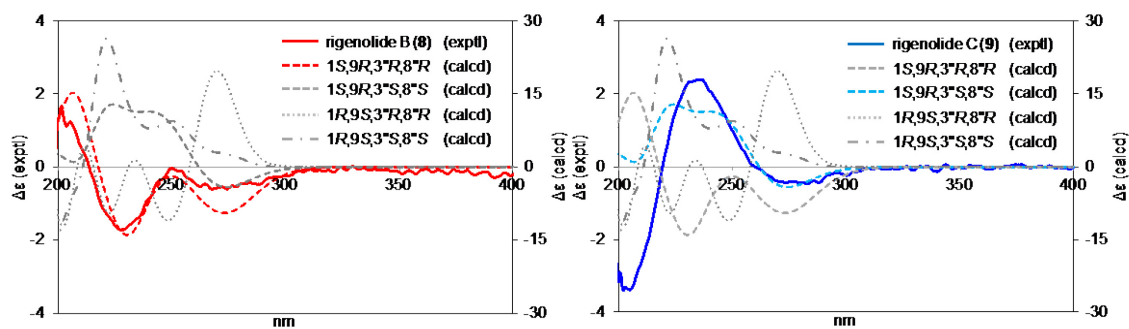 4
2
0
-2
-4
Δε (exptl)
200
250
300
350
400
nm
30
15
0
-15
-30
Δε (calcd)
rigenolide B (8) (exptl)
1S,9R,3"R,8"R (calcd)
1S,9R,3"S,8"S (calcd)
1R,9S,3"R,8"R (calcd)
1R,9S,3"S,8"S (calcd)
4
2
0
-2
-4
Δε (exptl)
200
250
300
350
400
nm
30
15
0
-15
-30
Δε (calcd)
rigenolide C (9) (exptl)
1S,9R,3"R,8"R (calcd)
1S,9R,3"S,8"S (calcd)
1R,9S,3"R,8"R (calcd)
1R,9S,3"S,8"S (calcd)